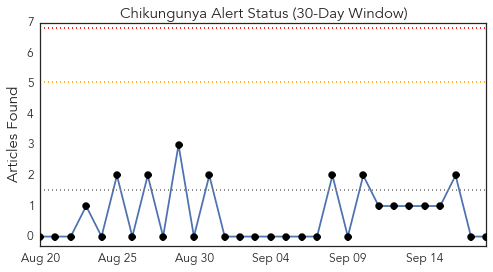 Chikungunya Alert Status (30-Day Window)
Articles Found
7
6
5
4
3
2
1
0
Aug 20
Aug 25
Aug 30
Sep 04
Sep 09
Sep 14